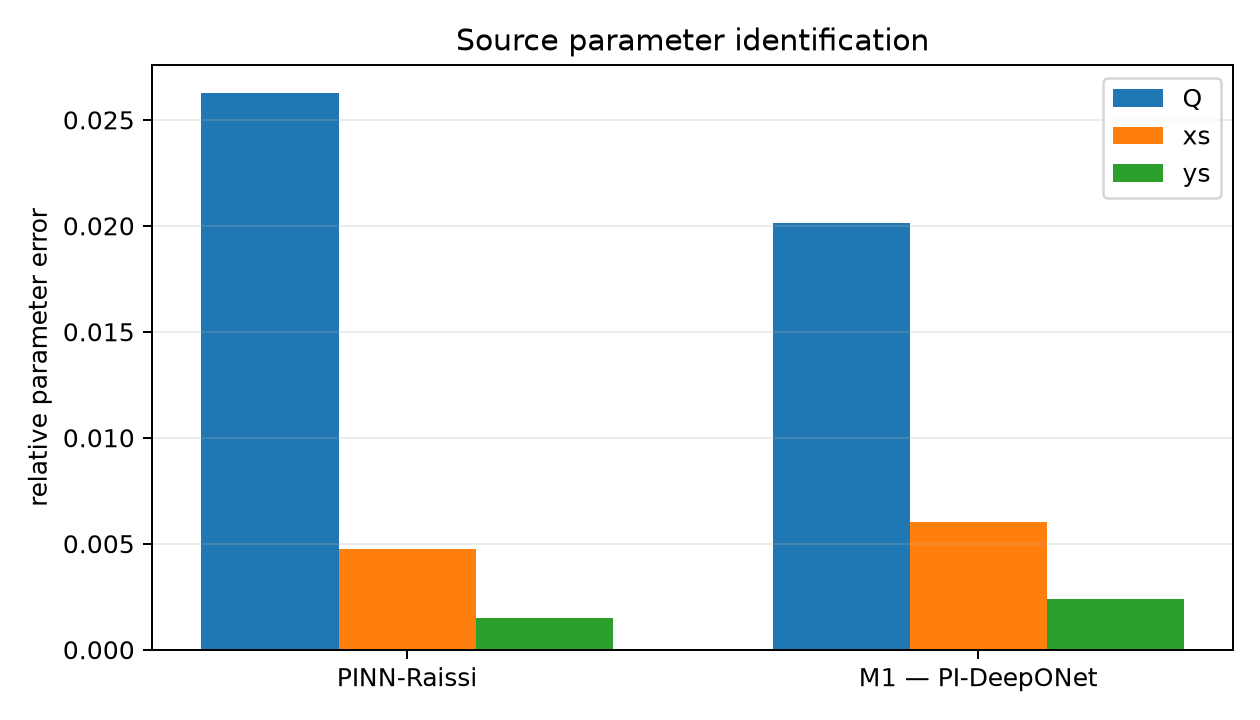 Source parameter identification
Q
xs
ys
relative parameter error
0.025
0.020
0.015
0.010
0.005
0.000
PINN-Raissi
M1 — PI-DeepONet